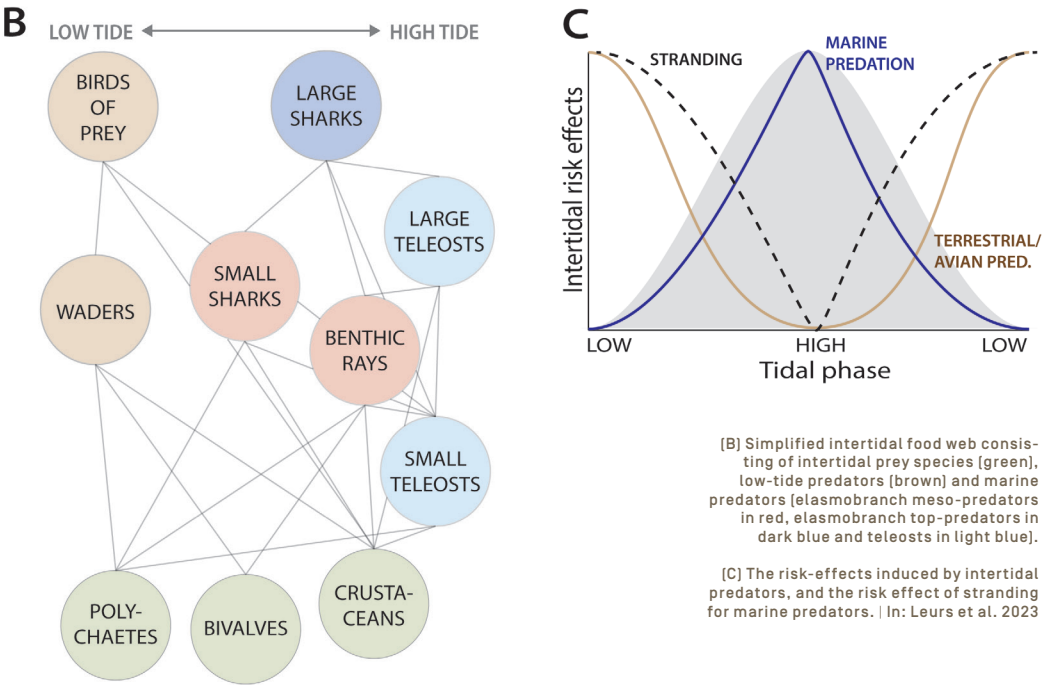 B
LOW TIDE
HIGH TIDE
BIRDS
OF
PREY
LARGE
SHARKS
LARGE
TELEOSTS
SMALL
SHARKS
WADERS
BENTHIC
RAYS
SMALL
TELEOSTS
POLY-
CHAETES
BIVALVES
CRUSTA-
CEANS
C
STRANDING
MARINE
PREDATION
TERRESTRIAL/
AVIAN PRED.
Intertidal risk effects
LOW
HIGH
LOW
Tidal phase
(B) Simplified intertidal food web consis-
ting of intertidal prey species (green),
low-tide predators (brown) and marine
predators (elasmobranch meso-predators
in red, elasmobranch top-predators in
dark blue and teleosts in light blue).
(C) The risk-effects induced by intertidal
predators, and the risk effect of stranding
for marine predators. | In: Leurs et al. 2023